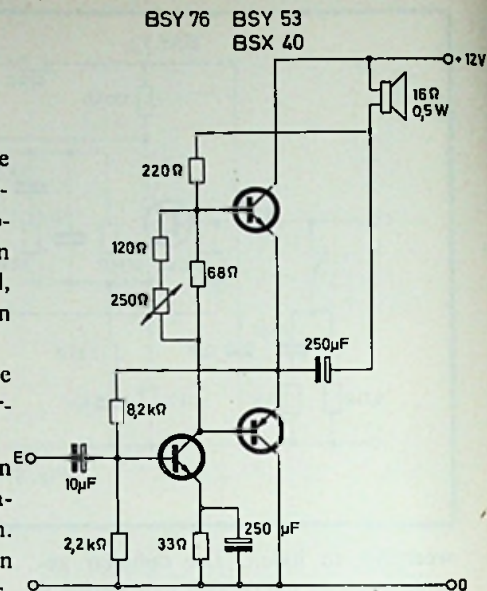 BSY 76 BSY 53
BSX 40
+12V
16Ω
0,5 W
220Ω
120Ω
68Ω
250Ω
250µF
8,2kΩ
E
10µF
250 µF
2,2kΩ
33Ω
0
e
-
o-
n
l,
n
e
r-
-
n
a-
n.
n